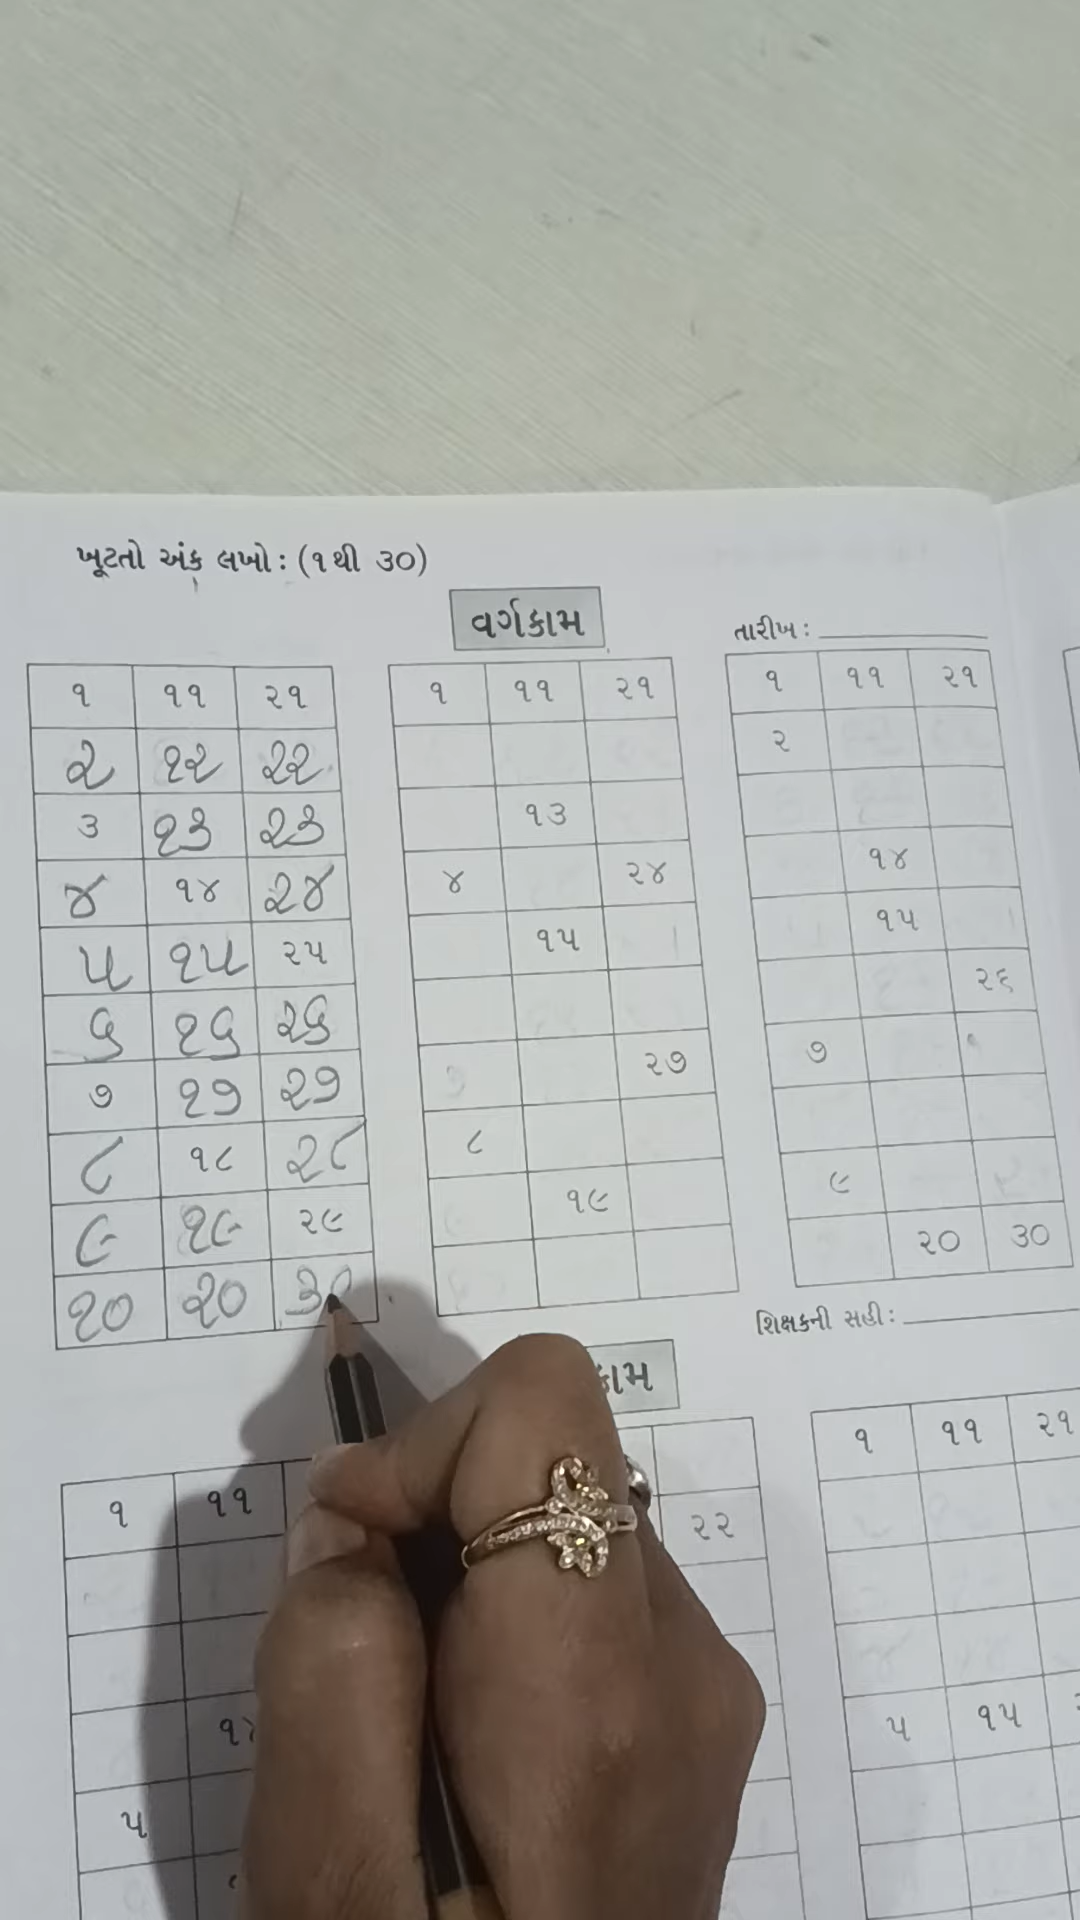 ખૂટતો અંક લખો : (૧ થી ૩૦)
વર્ગકામ
તારીખ :
૧ ૧૧ ૨૧
૨ ૧૨ ૨૨
૩ ૧૩ ૨૩
૪ ૧૪ ૨૪
૫ ૧૫ ૨૫
૬ ૧૬ ૨૬
૭ ૧૭ ૨૭
૮ ૧૮ ૨૮
૯ ૧૯ ૨૯
૧૦ ૨૦ ૩૦
૧ ૧૧ ૨૧
૧૩
૪ ૨૪
૧૫
૨૭
૮
૧૯
૧ ૧૧ ૨૧
૨
૧૪
૧૫
૨૬
૭
૯
૨૦ ૩૦
શિક્ષકની સહી :
૧ ૧૧
૫
૨૨
૧ ૧૧ ૨૧
૫ ૧૫